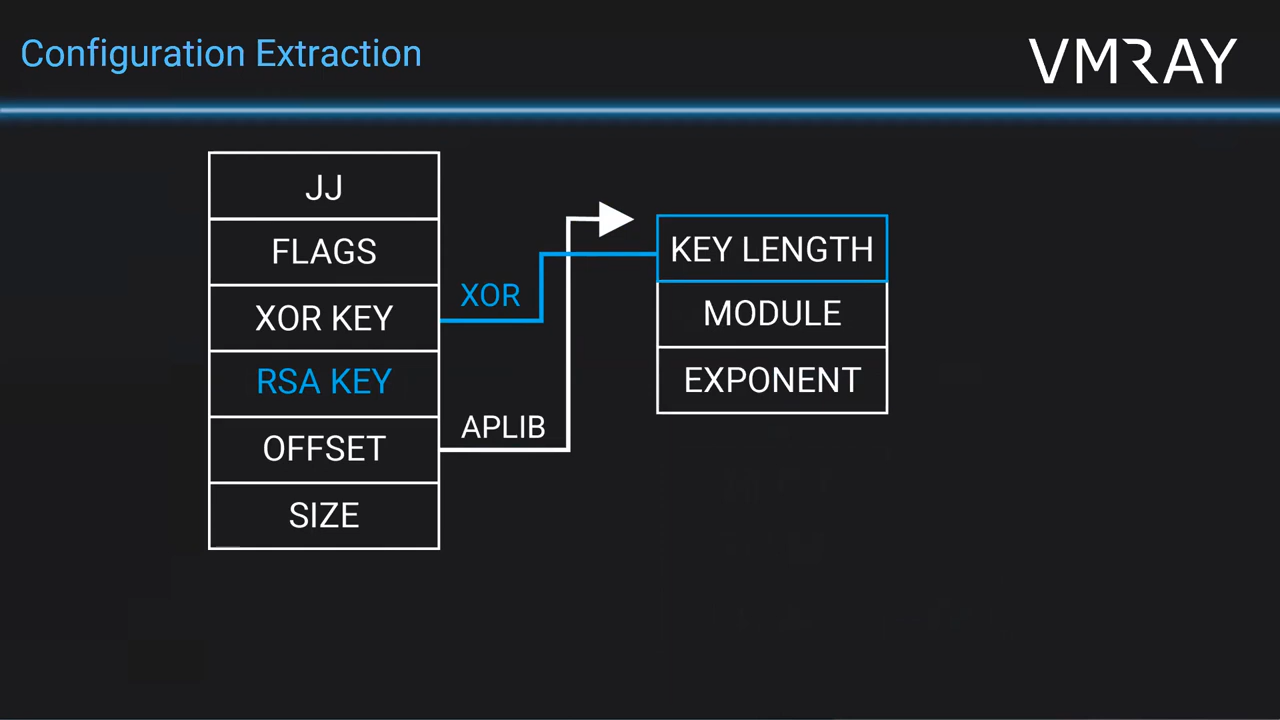 Configuration Extraction
VMRAY
JJ
FLAGS
XOR KEY
RSA KEY
OFFSET
SIZE
XOR
APLIB
KEY LENGTH
MODULE
EXPONENT